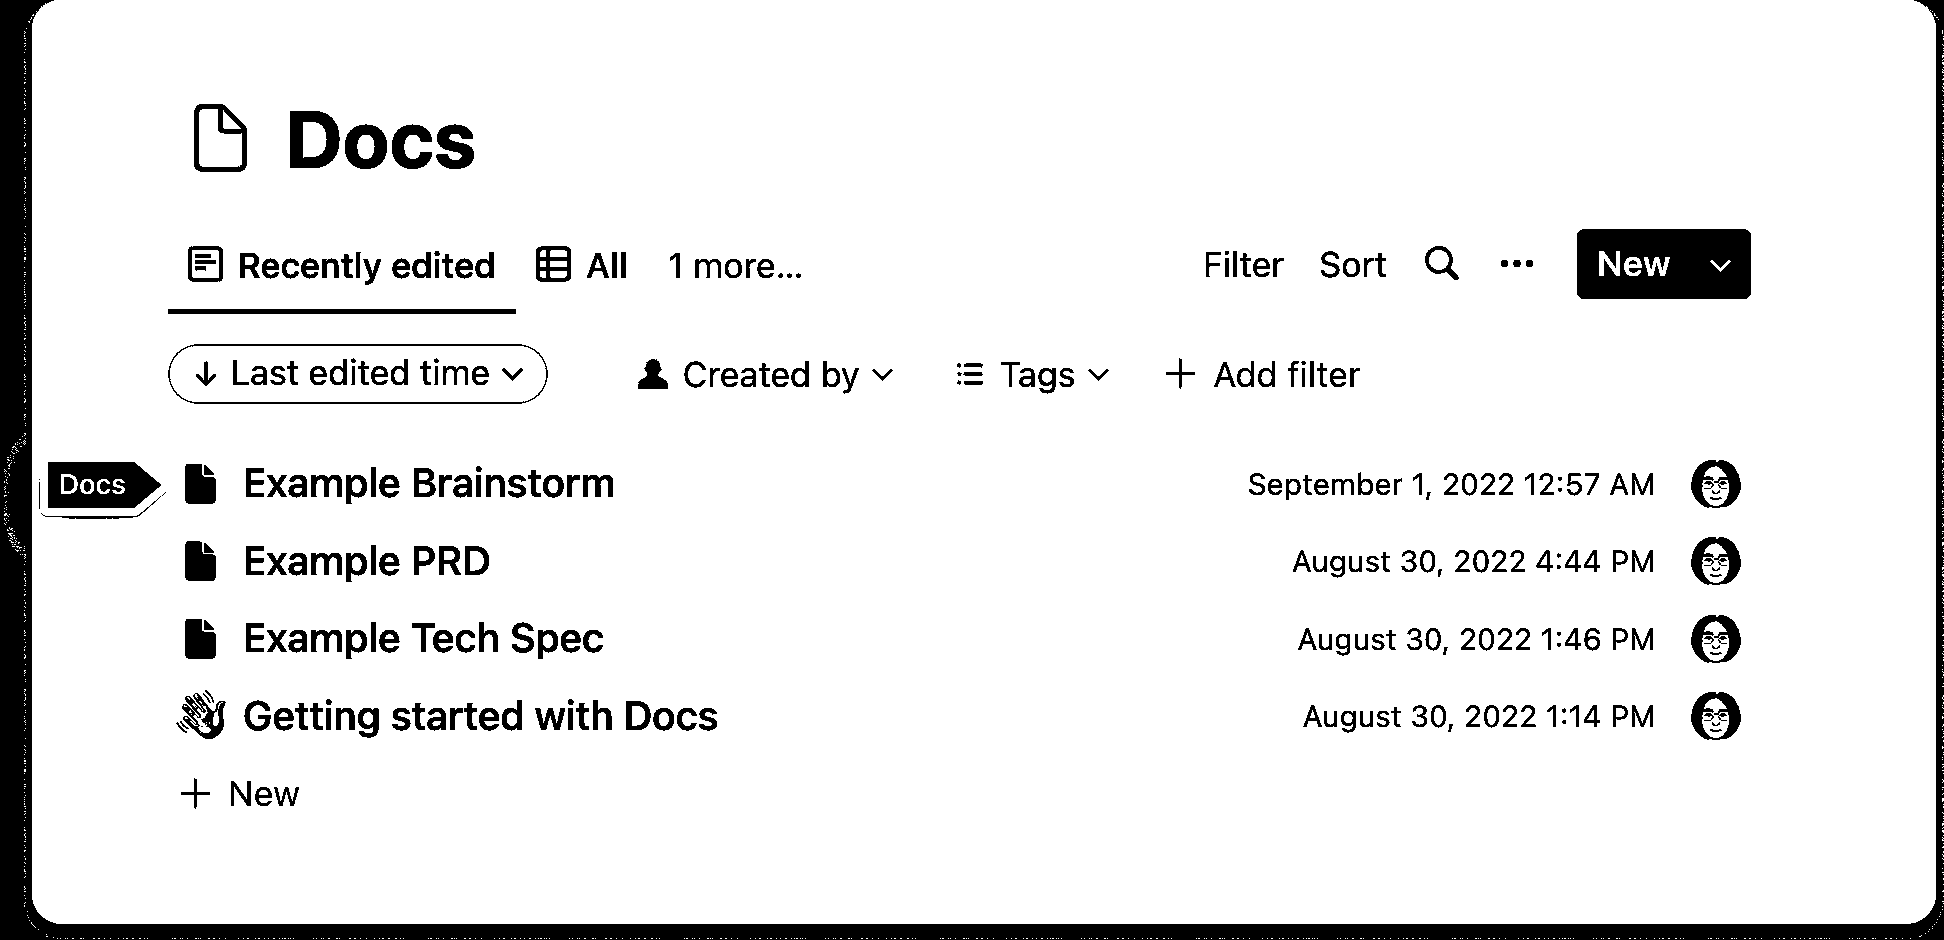 Docs
Recently edited All 1 more... Filter Sort New
Last edited time Created by Tags Add filter
Docs Example Brainstorm September 1, 2022 12:57 AM
Example PRD August 30, 2022 4:44 PM
Example Tech Spec August 30, 2022 1:46 PM
Getting started with Docs August 30, 2022 1:14 PM
New